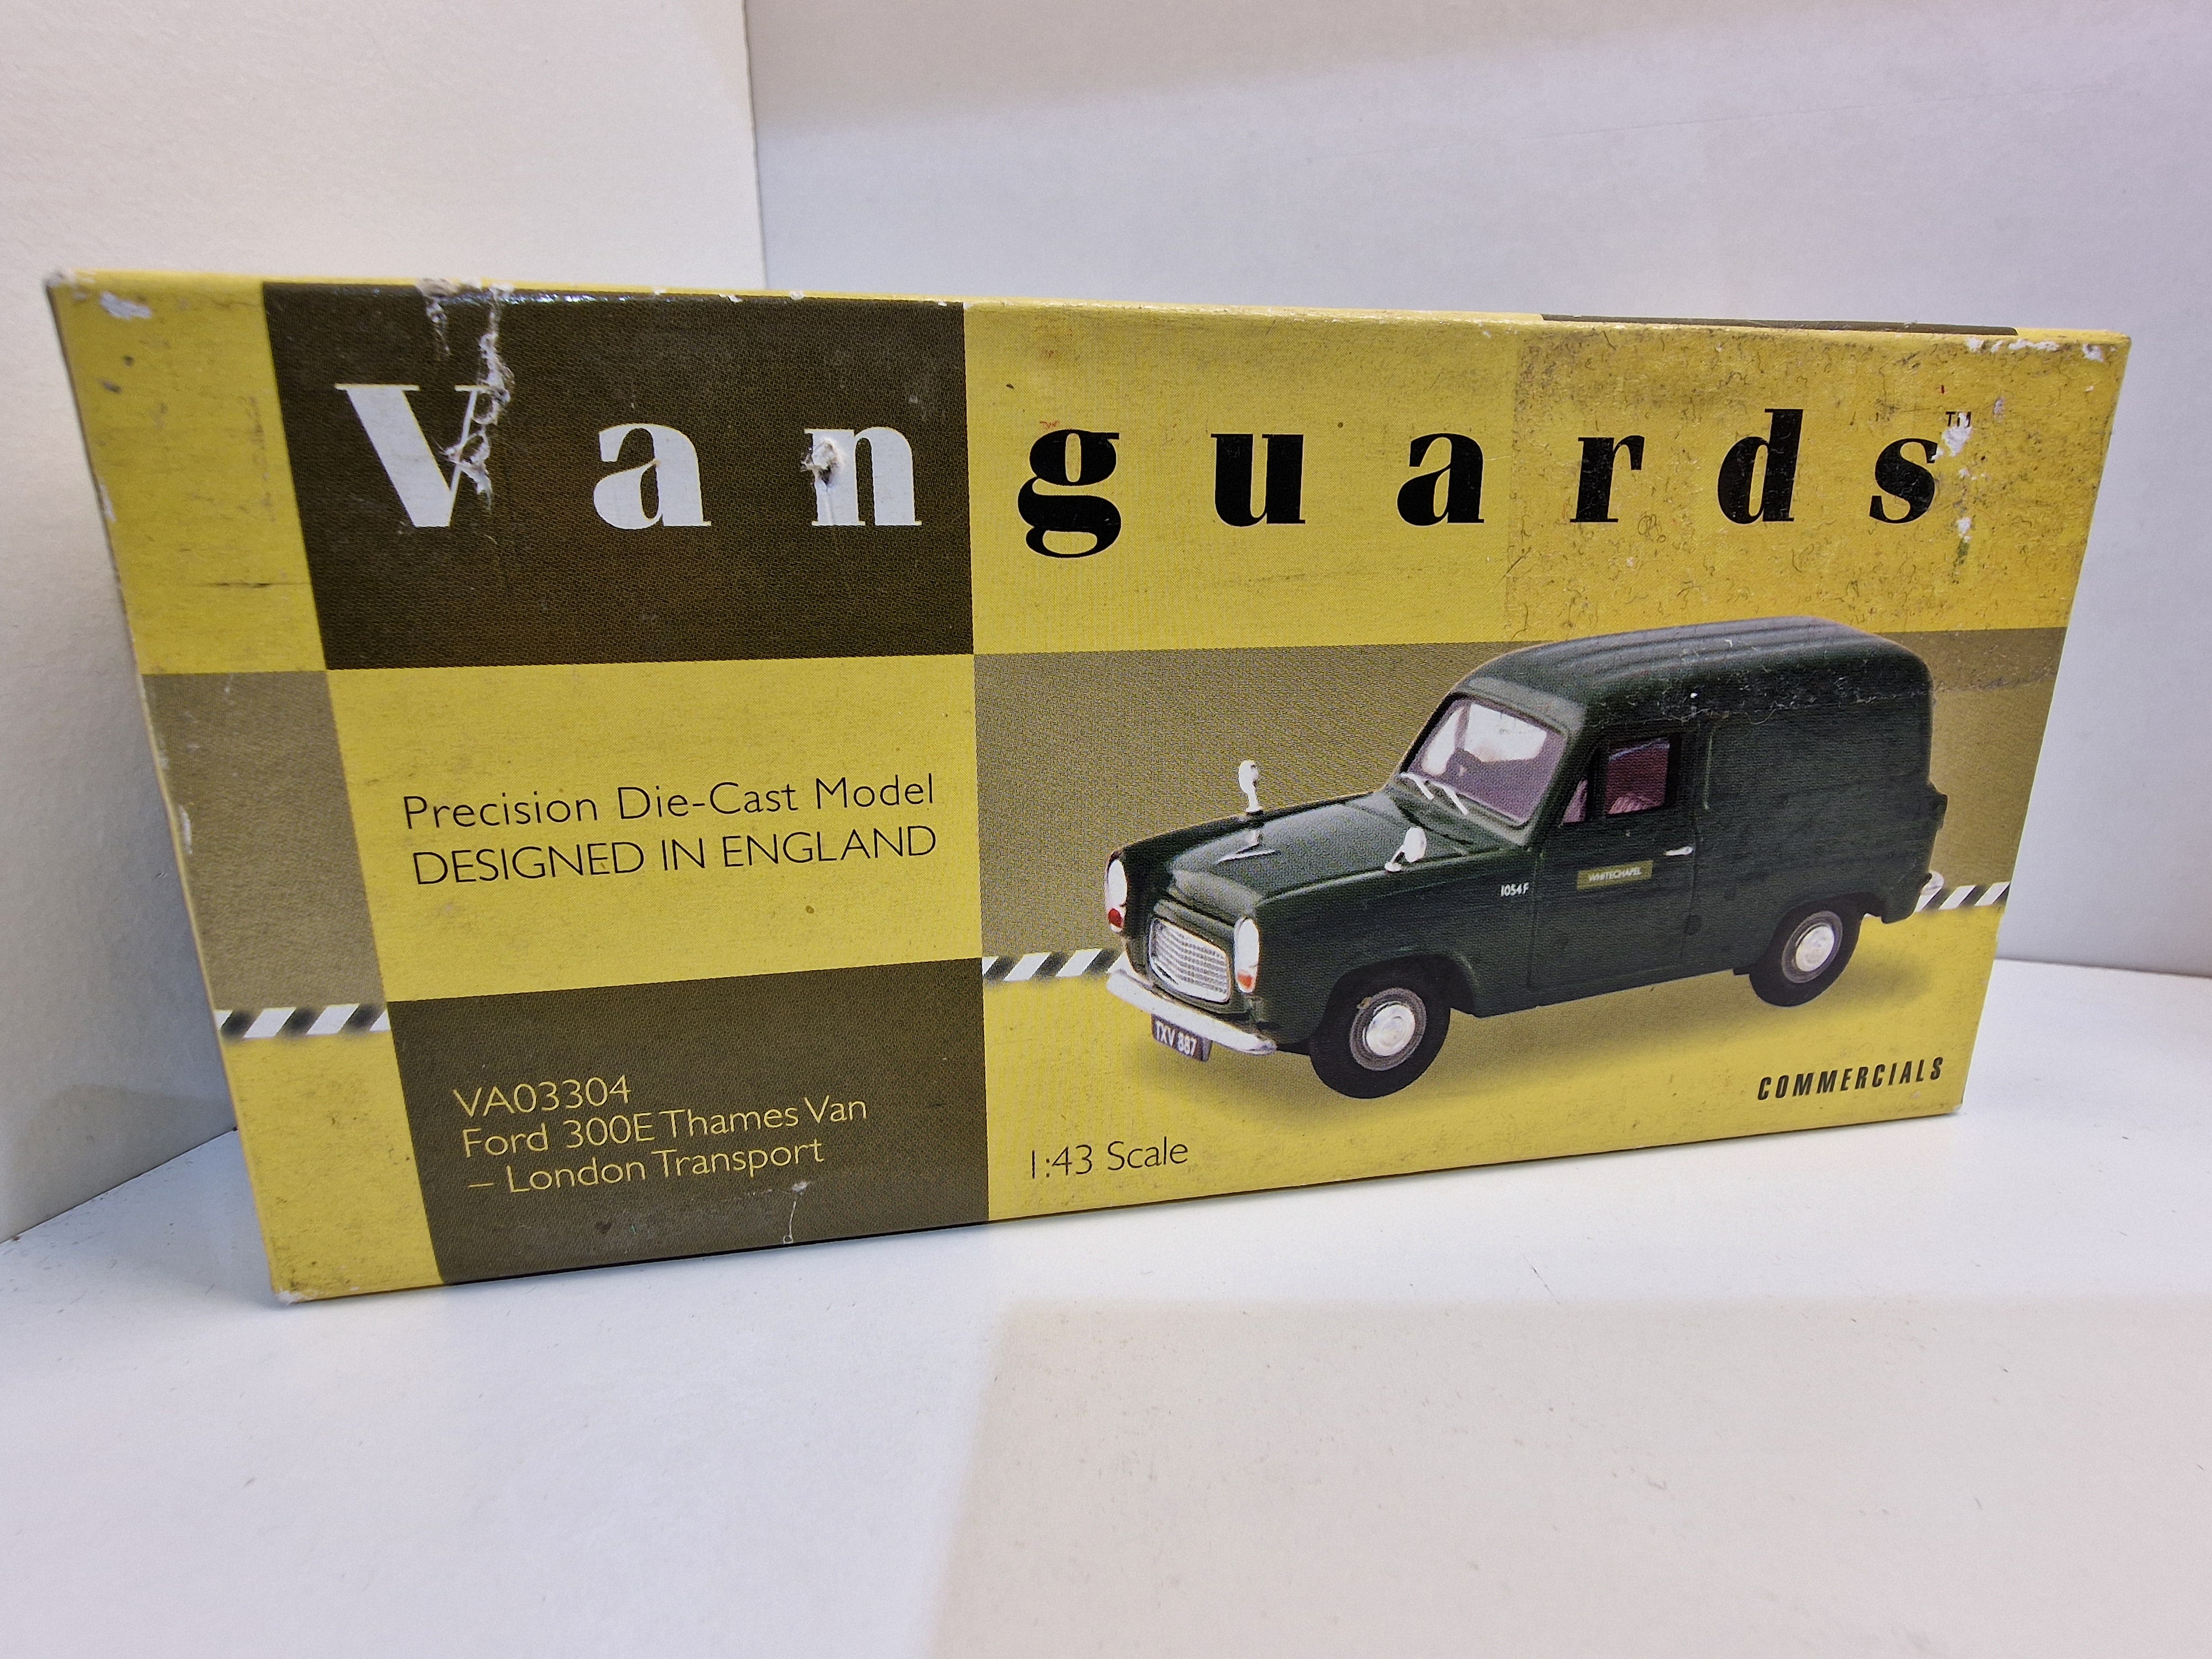 Vanguards™
Precision Die-Cast Model
DESIGNED IN ENGLAND
WHITECHAPEL
1054F
TXV 887
VA03304
Ford 300E Thames Van
– London Transport
COMMERCIALS
1:43 Scale